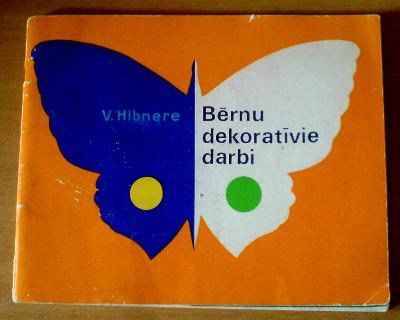 V. Hibnere
Bērnu
dekoratīvie
darbi